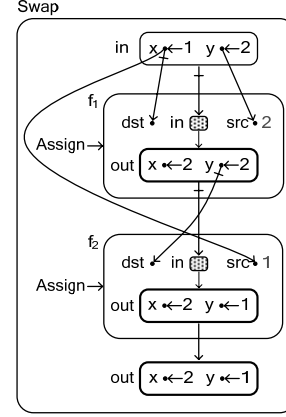 Swap
in x←1 y←2
f₁
dst in src 2
Assign
out x←2 y←2
f₂
dst in src 1
Assign
out x←2 y←1
out x←2 y←1